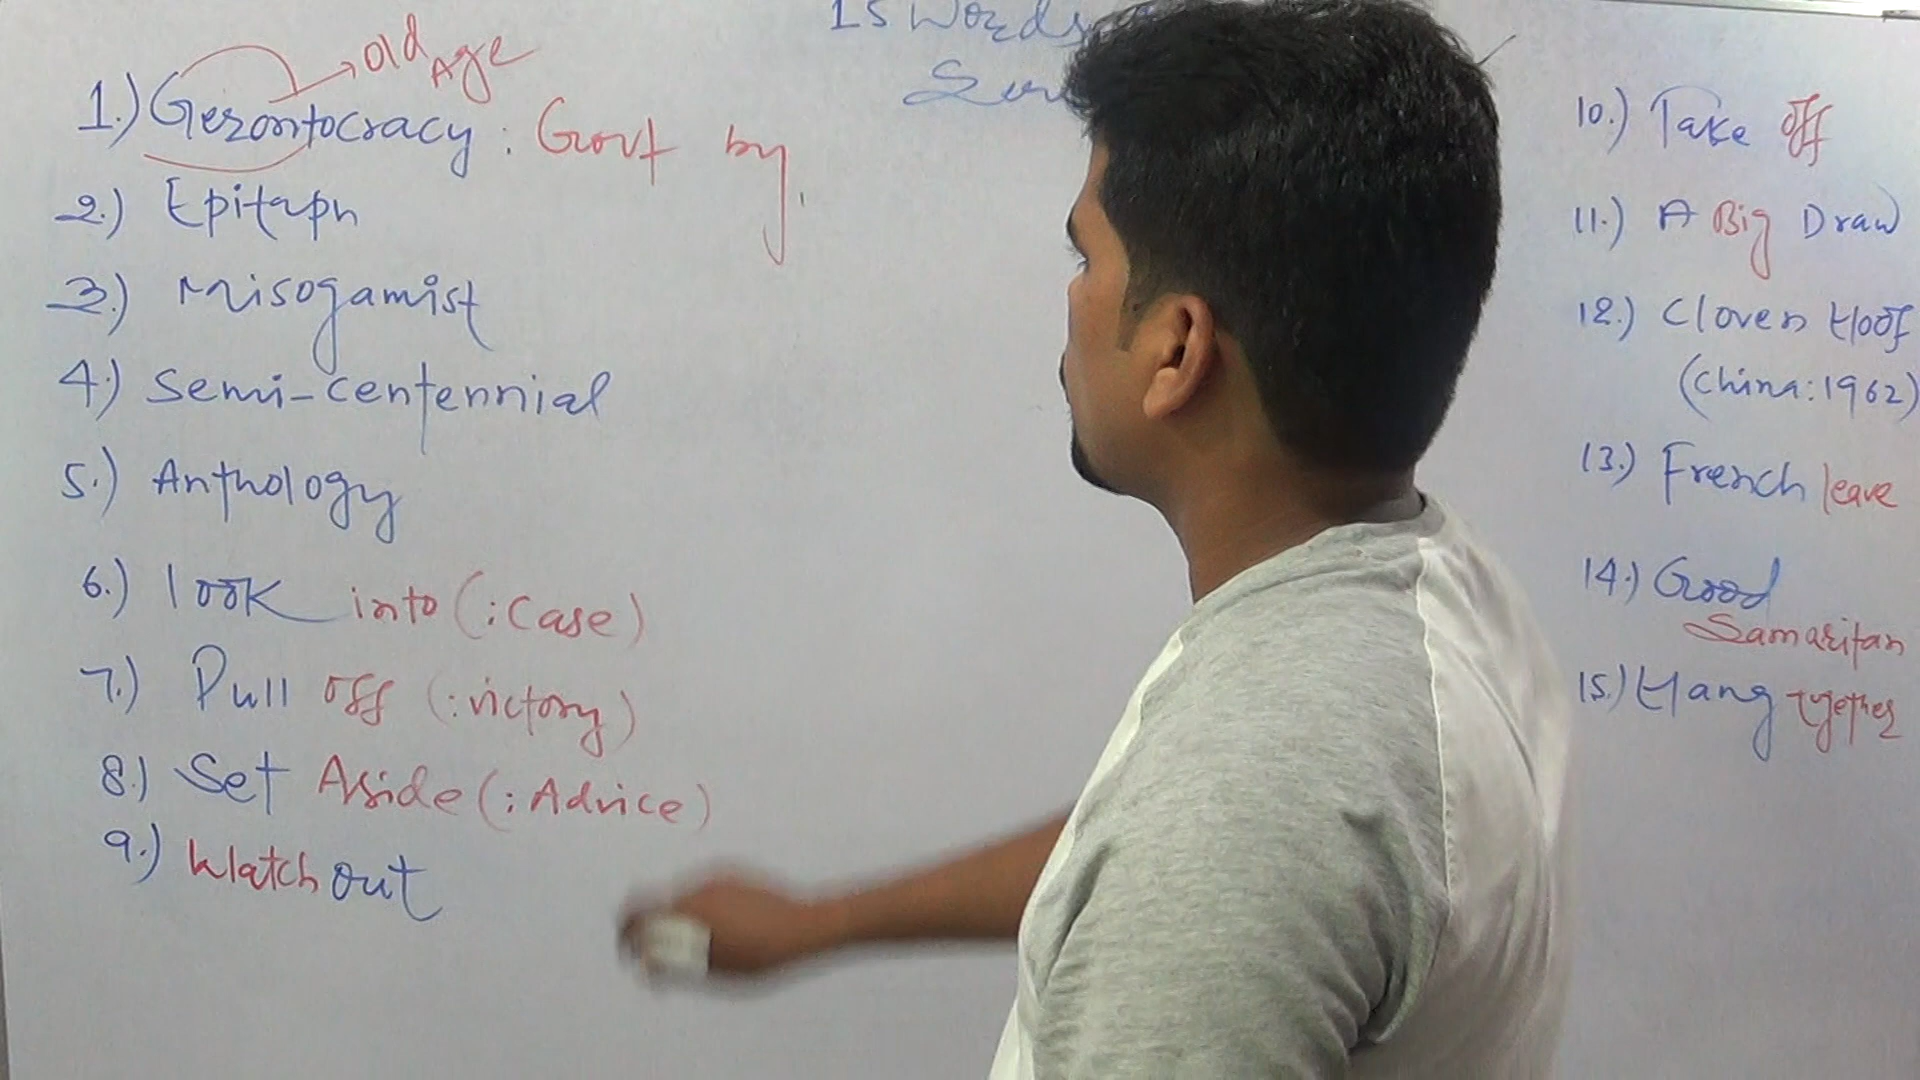 15 Words
old Age
1.) Gerontocracy : Govt by
2.) Epitaph
3.) Misogamist
4.) Semi-centennial
5.) Anthology
6.) look into (: Case)
7.) Pull off (: victory)
8.) Set Aside (: Advice)
9.) Watch out
10.) Take off
11.) A Big Draw
12.) Cloven Hoof
(China: 1962)
13.) French leave
14.) Good
Samaritan
15.) Hang together